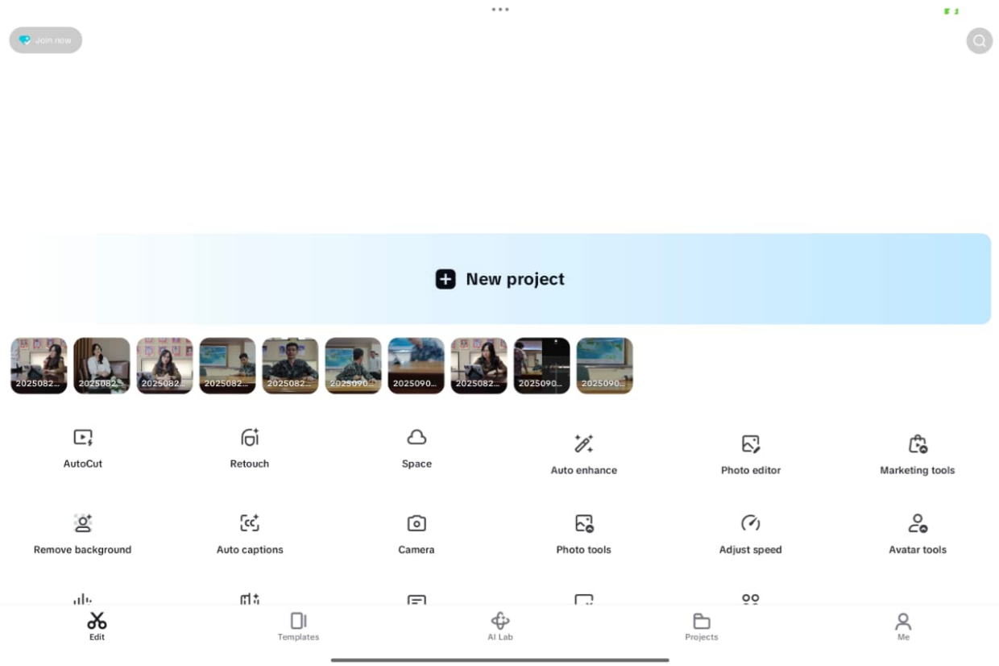 Join now
New project
2025082...
2025082...
2025082...
2025082...
2025082...
2025090...
2025090...
2025082...
2025090...
2025090...
AutoCut
Retouch
Space
Auto enhance
Photo editor
Marketing tools
Remove background
Auto captions
Camera
Photo tools
Adjust speed
Avatar tools
Edit
Templates
AI Lab
Projects
Me